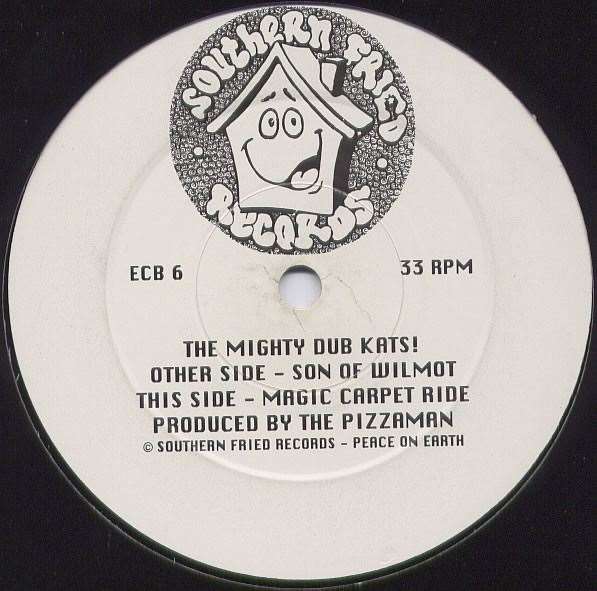 SOUTHERN FRIED
RECORDS
ECB 6
33 RPM
THE MIGHTY DUB KATS!
OTHER SIDE - SON OF WILMOT
THIS SIDE - MAGIC CARPET RIDE
PRODUCED BY THE PIZZAMAN
© SOUTHERN FRIED RECORDS - PEACE ON EARTH